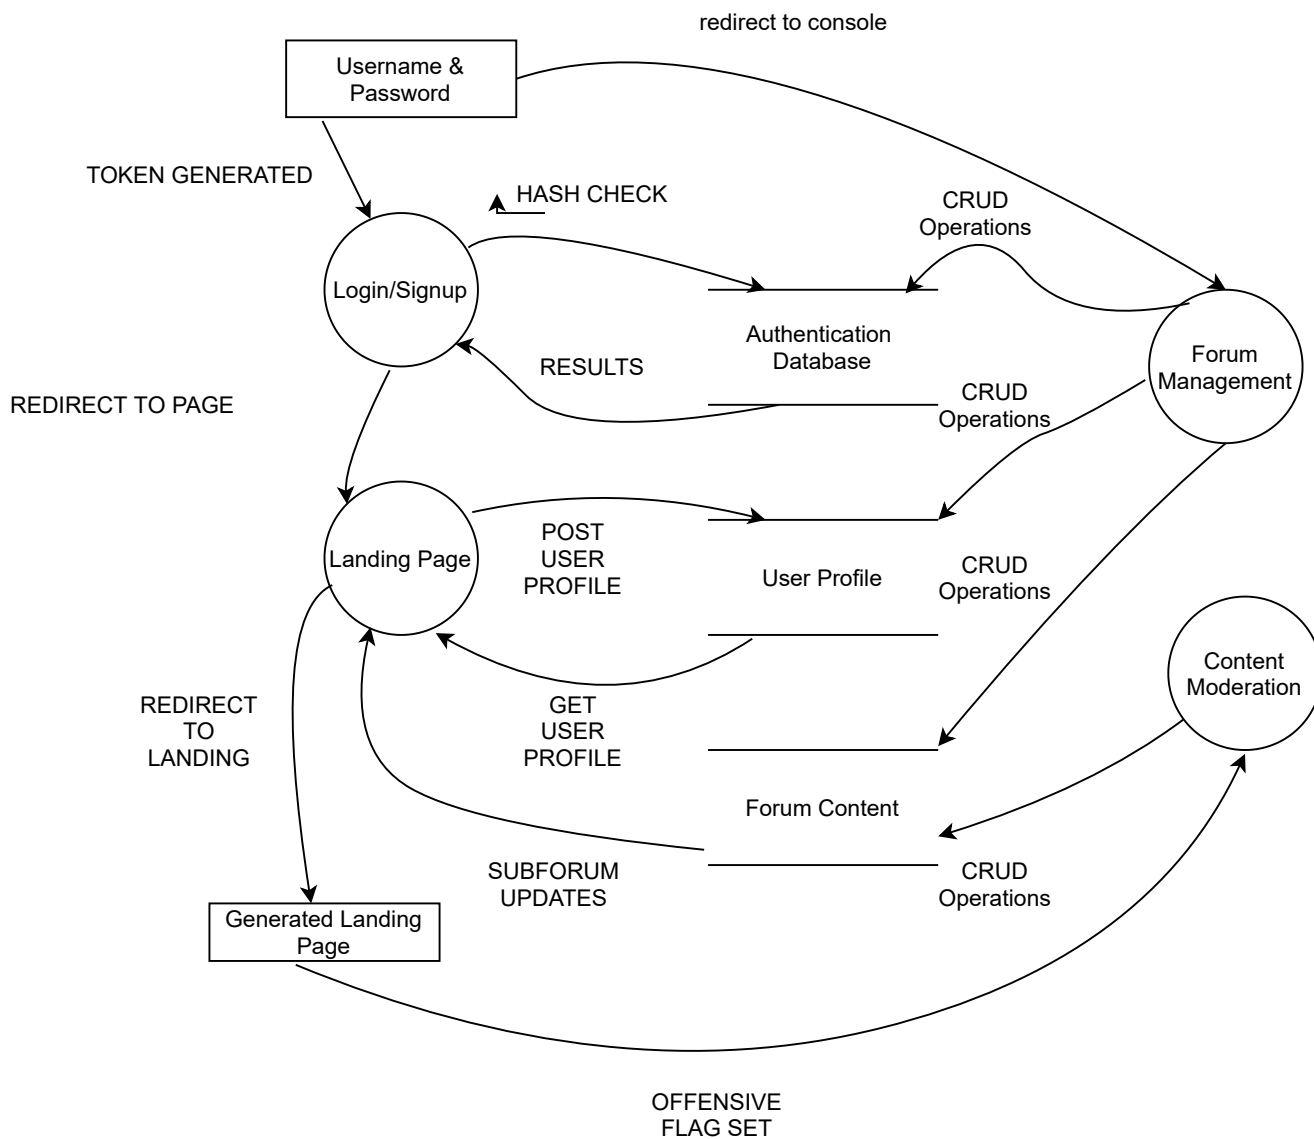 redirect to console
Username &
Password
TOKEN GENERATED
HASH CHECK
CRUD
Operations
Login/Signup
Authentication
Database
Forum
Management
RESULTS
REDIRECT TO PAGE
CRUD
Operations
Landing Page
POST
USER
PROFILE
User Profile
CRUD
Operations
Content
Moderation
REDIRECT
TO
LANDING
GET
USER
PROFILE
Forum Content
SUBFORUM
UPDATES
CRUD
Operations
Generated Landing
Page
OFFENSIVE
FLAG SET